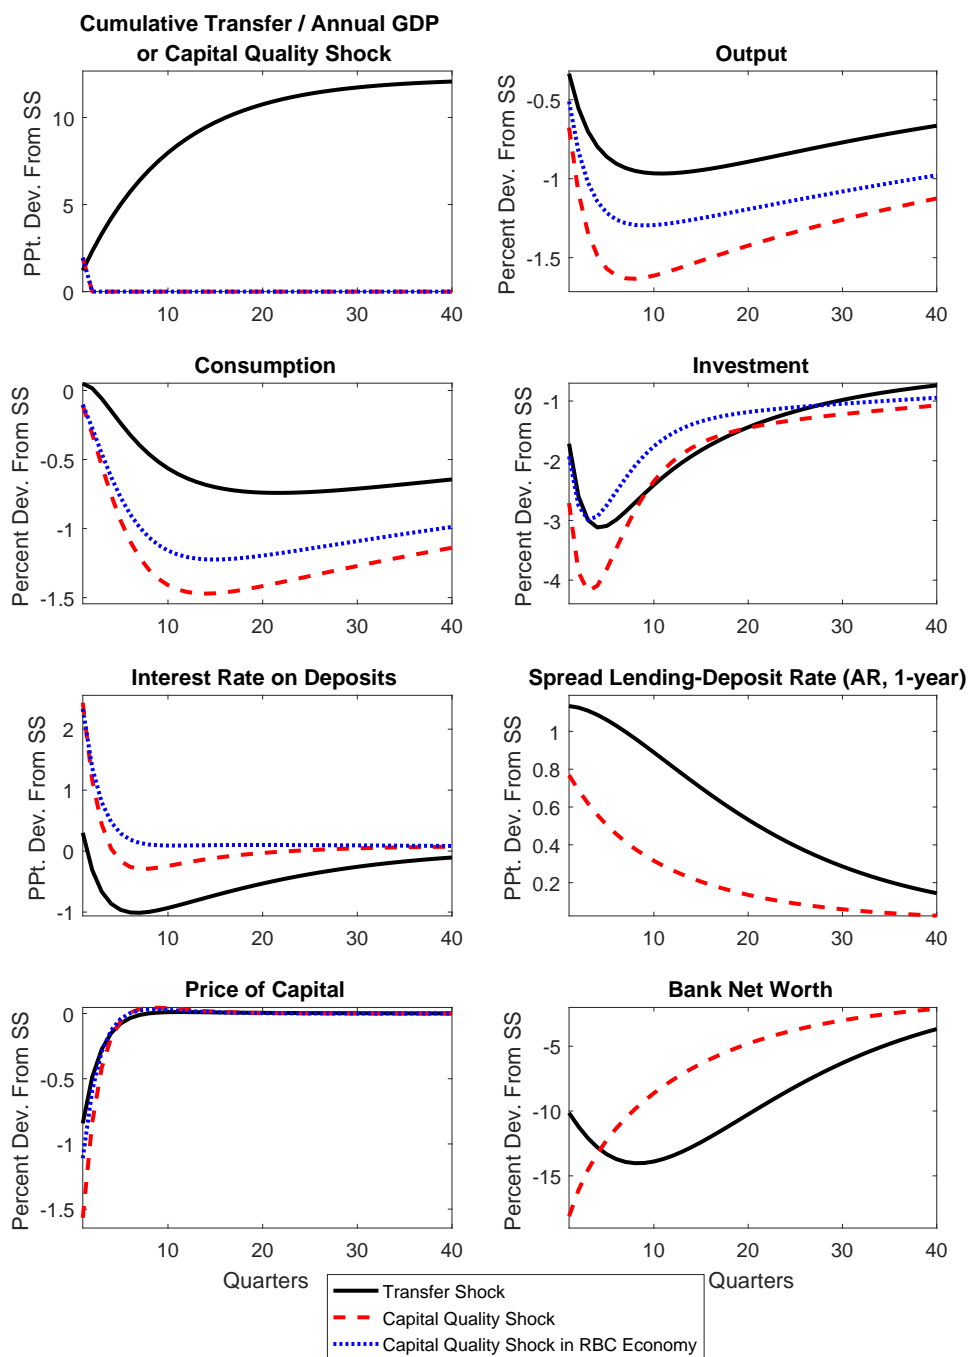 Cumulative Transfer / Annual GDP
or Capital Quality Shock
PPt. Dev. From SS
10
5
0
10
20
30
40
Output
Percent Dev. From SS
-0.5
-1
-1.5
10
20
30
40
Consumption
Percent Dev. From SS
0
-0.5
-1
-1.5
10
20
30
40
Investment
Percent Dev. From SS
-1
-2
-3
-4
10
20
30
40
Interest Rate on Deposits
PPt. Dev. From SS
2
1
0
-1
10
20
30
40
Spread Lending-Deposit Rate (AR, 1-year)
PPt. Dev. From SS
1
0.8
0.6
0.4
0.2
10
20
30
40
Price of Capital
Percent Dev. From SS
0
-0.5
-1
-1.5
10
20
30
40
Quarters
Bank Net Worth
Percent Dev. From SS
-5
-10
-15
10
20
30
40
Quarters
Transfer Shock
Capital Quality Shock
Capital Quality Shock in RBC Economy